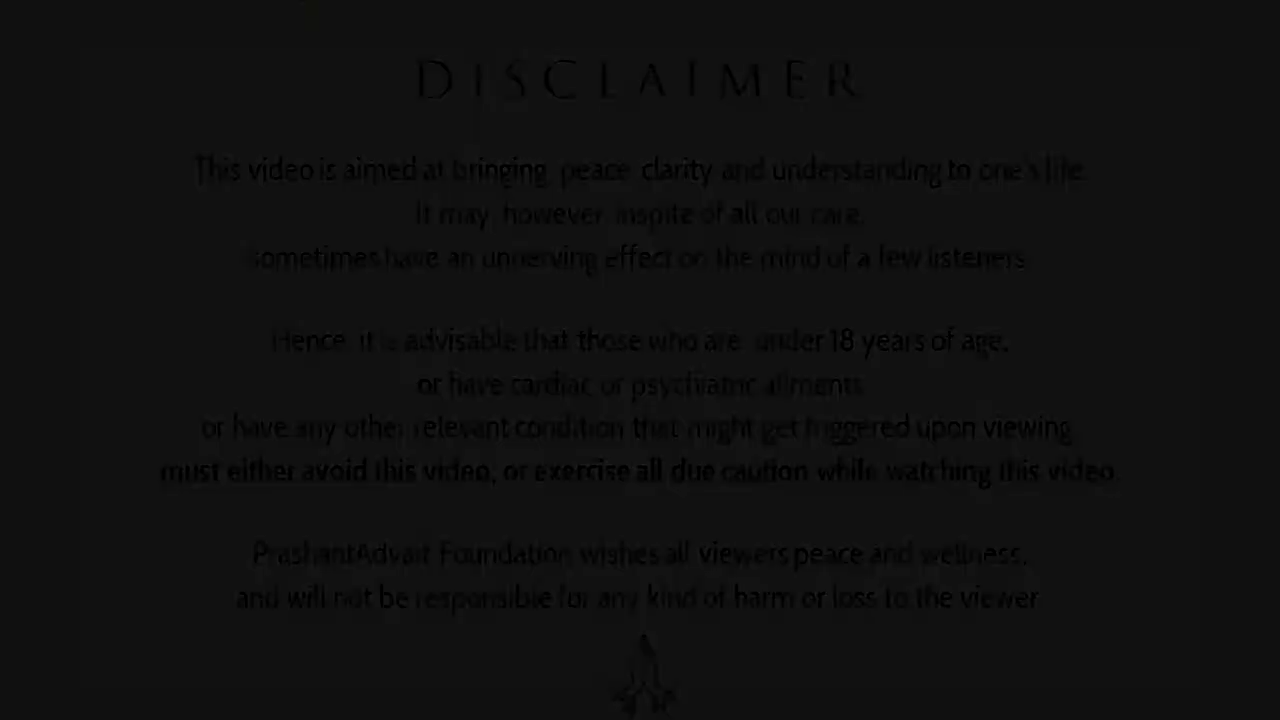 DISCLAIMER
This video is aimed at bringing, peace, clarity and understanding to one's life.
It may, however, inspite of all our care,
sometimes have an unnerving effect on the mind of a few listeners.
Hence, it is advisable that those who are, under 18 years of age,
or have cardiac or psychiatric ailments
or have any other relevant condition that might get triggered upon viewing,
must either avoid this video, or exercise all due caution while watching this video.
PrashantAdvait Foundation wishes all viewers peace and wellness,
and will not be responsible for any kind of harm or loss to the viewer.